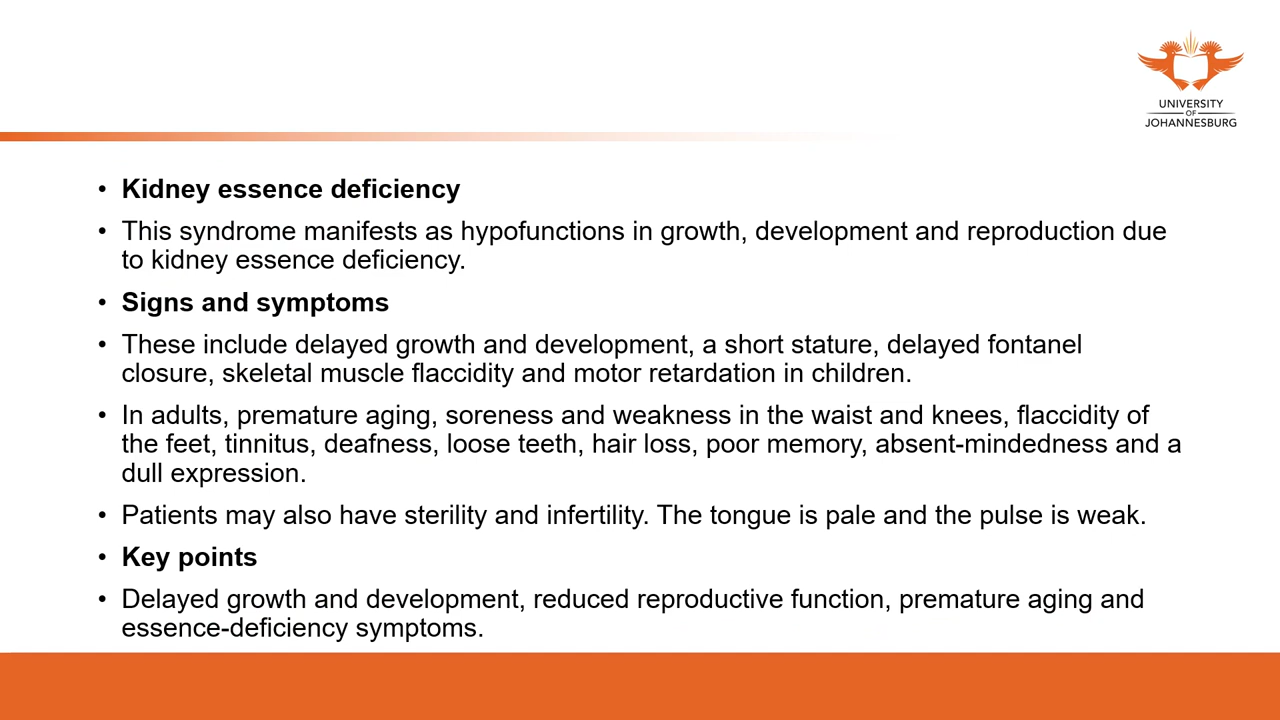 UNIVERSITY
OF
JOHANNESBURG
• Kidney essence deficiency
• This syndrome manifests as hypofunctions in growth, development and reproduction due
to kidney essence deficiency.
• Signs and symptoms
• These include delayed growth and development, a short stature, delayed fontanel
closure, skeletal muscle flaccidity and motor retardation in children.
• In adults, premature aging, soreness and weakness in the waist and knees, flaccidity of
the feet, tinnitus, deafness, loose teeth, hair loss, poor memory, absent-mindedness and a
dull expression.
• Patients may also have sterility and infertility. The tongue is pale and the pulse is weak.
• Key points
• Delayed growth and development, reduced reproductive function, premature aging and
essence-deficiency symptoms.